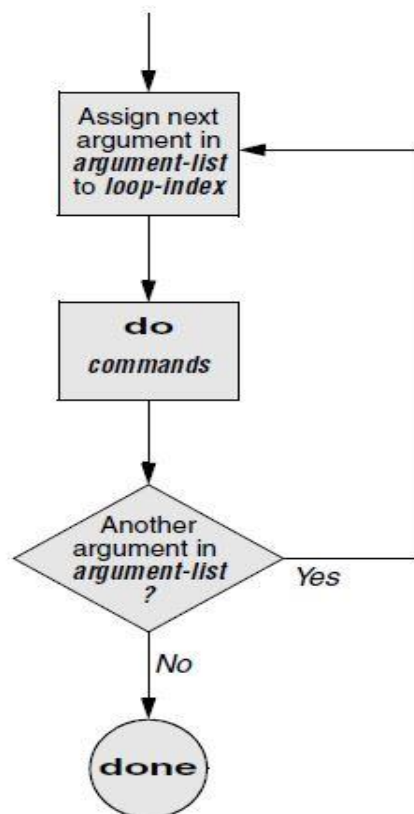 Assign next
argument in
argument-list
to loop-index
do
commands
Another
argument in
argument-list
?
Yes
No
done